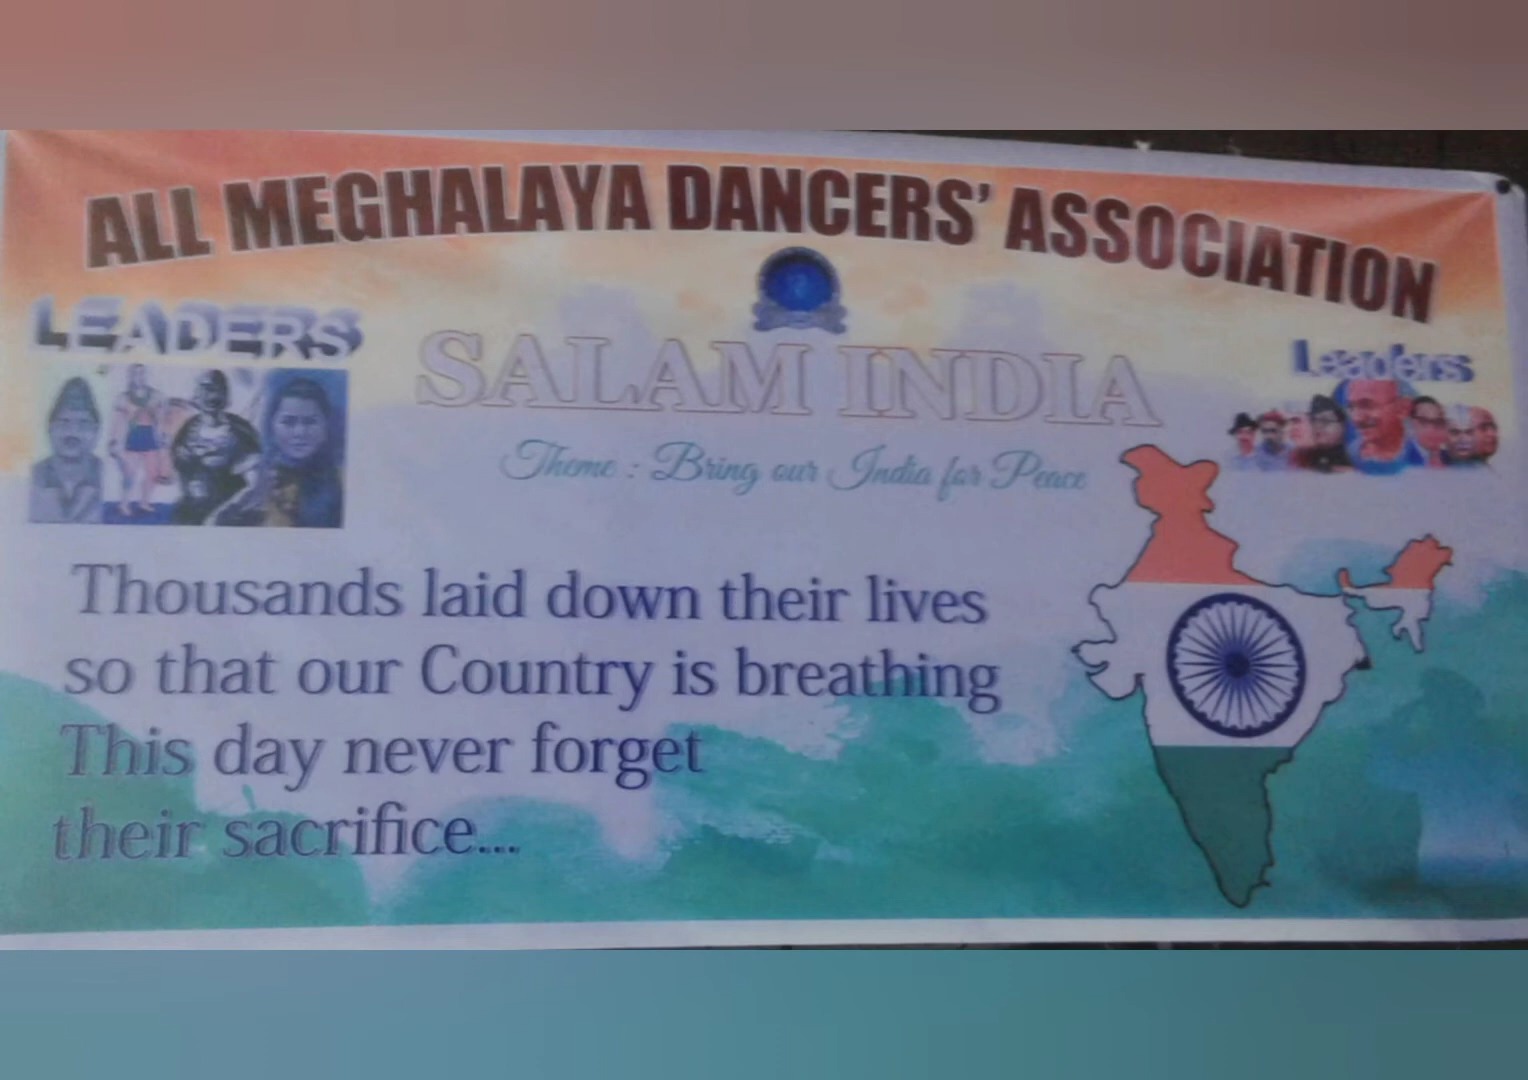 ALL MEGHALAYA DANCERS' ASSOCIATION
LEADERS
SALAM INDIA
Leaders
Theme : Bring our India for Peace
Thousands laid down their lives
so that our Country is breathing
This day never forget
their sacrifice...